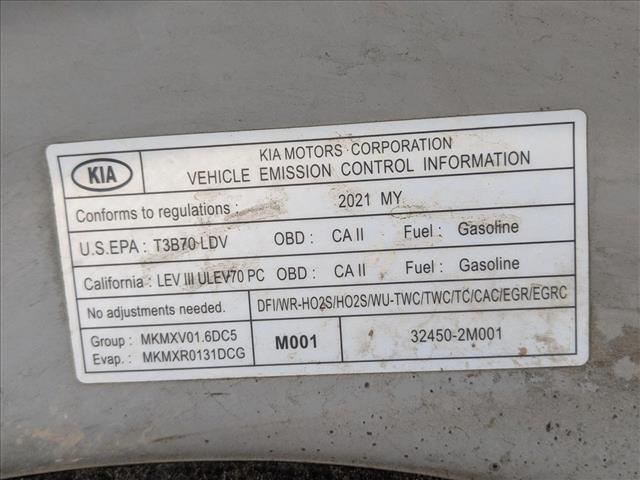 KIA
KIA MOTORS CORPORATION
VEHICLE EMISSION CONTROL INFORMATION
Conforms to regulations : 2021 MY
U.S.EPA : T3B70 LDV OBD : CA II Fuel : Gasoline
California : LEV III ULEV70 PC OBD : CA II Fuel : Gasoline
No adjustments needed. DFI/WR-HO2S/HO2S/WU-TWC/TWC/TC/CAC/EGR/EGRC
Group : MKMXV01.6DC5
Evap. : MKMXR0131DCG
M001
32450-2M001